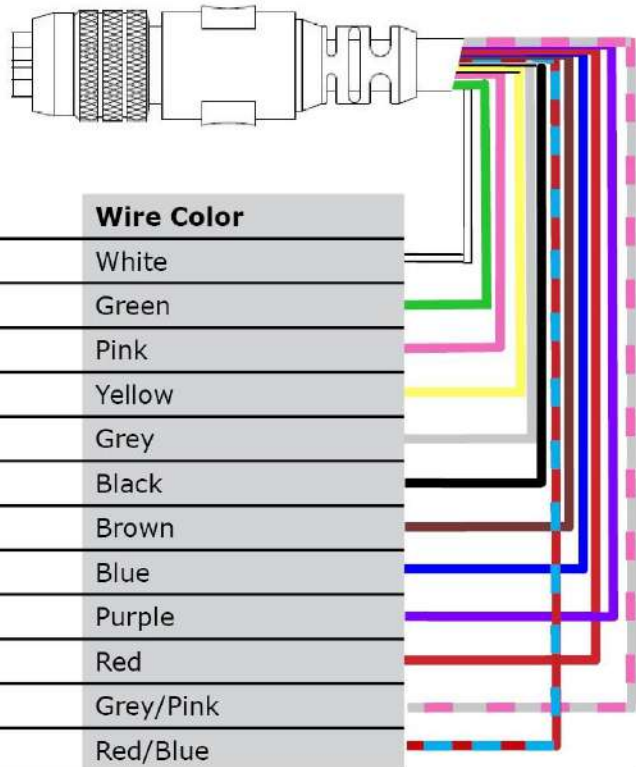 Wire Color
White
Green
Pink
Yellow
Grey
Black
Brown
Blue
Purple
Red
Grey/Pink
Red/Blue